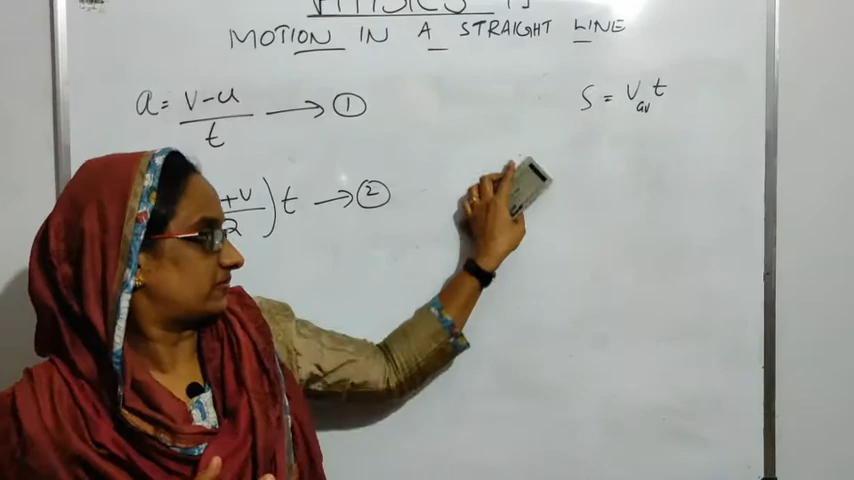 MOTION IN A STRAIGHT LINE
a = v-u / t → 1
S = Vav t
+v / 2 ) t → 2